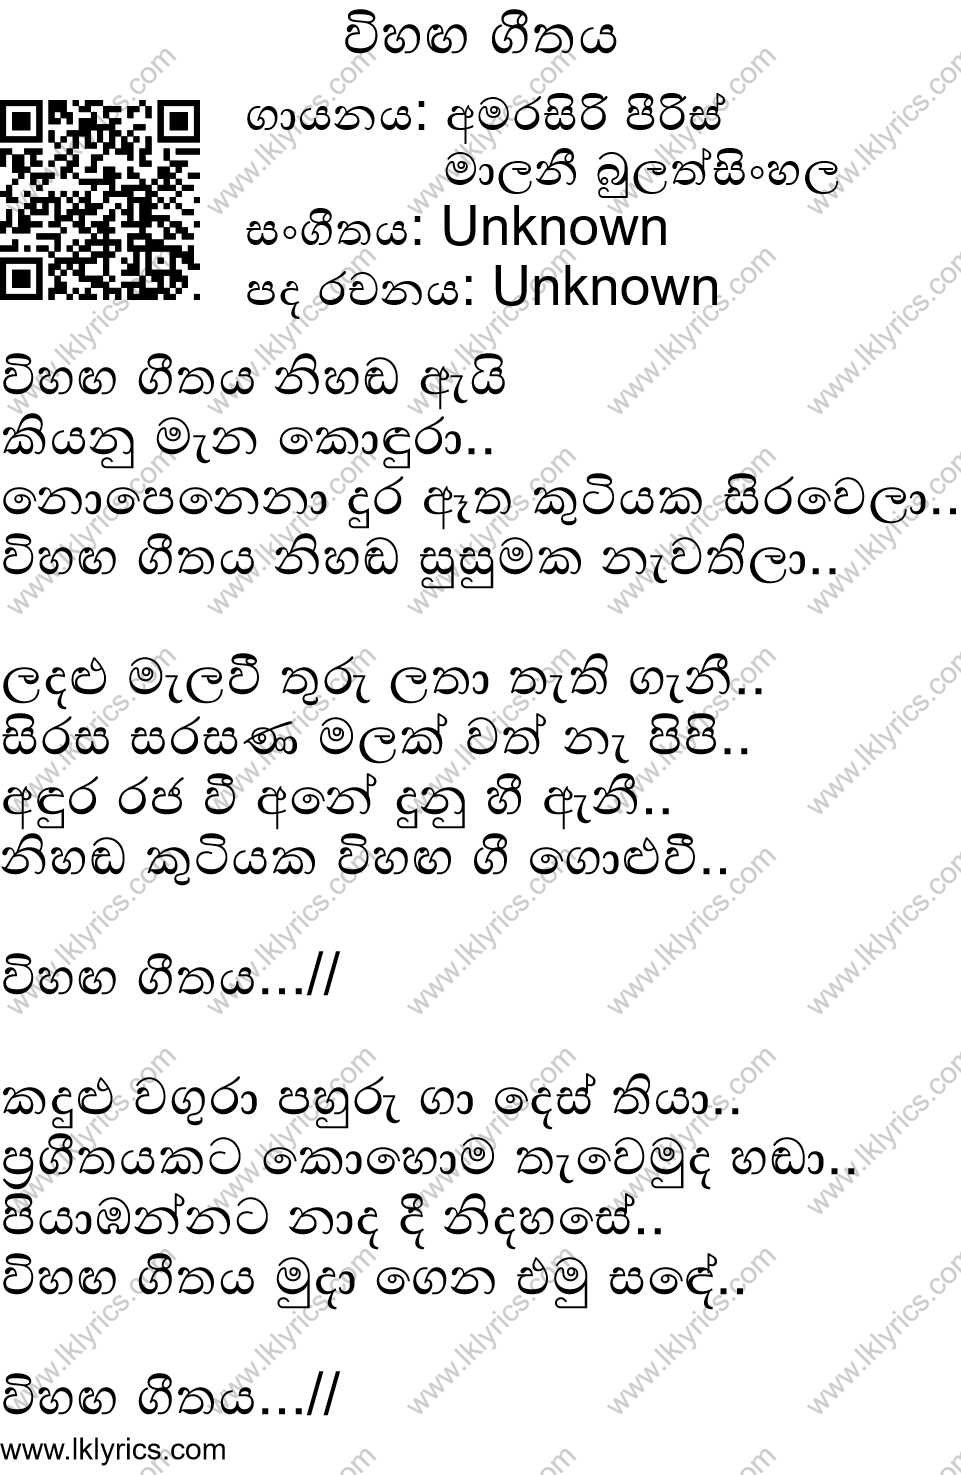 විහඟ ගීතය
ගායනය: අමරසිරි පීරිස්
මාලනී බුලත්සිංහල
සංගීතය: Unknown
පද රචනය: Unknown
විහඟ ගීතය නිහඬ ඇයි
කියනු මැන කොඳුරා..
නොපෙනෙනා දුර ඈත කුටියක සිරවෙලා..
විහඟ ගීතය නිහඬ සුසුමක නැවතිලා..
ලදළු මැලවී තුරු ලතා තැති ගැනී..
සිරස සරසණ මලක් වත් නැ පිපි..
අඳුර රජ වී අනේ දුනු හී ඇනී..
නිහඬ කුටියක විහඟ ගී ගොළුවී..
විහඟ ගීතය...//
කදුළු වගුරා පහුරු ගා දෙස් තියා..
ප්‍රගීතයකට කොහොම තැවෙමුද හඬා..
පියාඹන්නට නාද දී නිදහසේ..
විහඟ ගීතය මුදා ගෙන එමු සඳේ..
විහඟ ගීතය...//
www.lklyrics.com